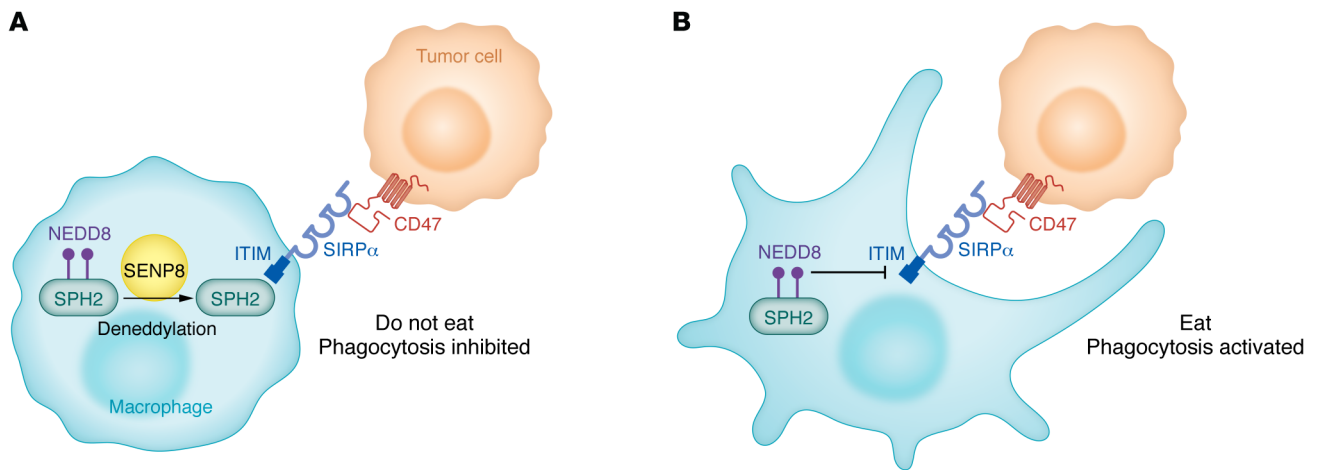 A
Tumor cell
NEDD8
SENP8
ITIM
SIRPα
CD47
SPH2
SPH2
Deneddylation
Do not eat
Phagocytosis inhibited
Macrophage
B
NEDD8
ITIM
SIRPα
CD47
SPH2
Eat
Phagocytosis activated